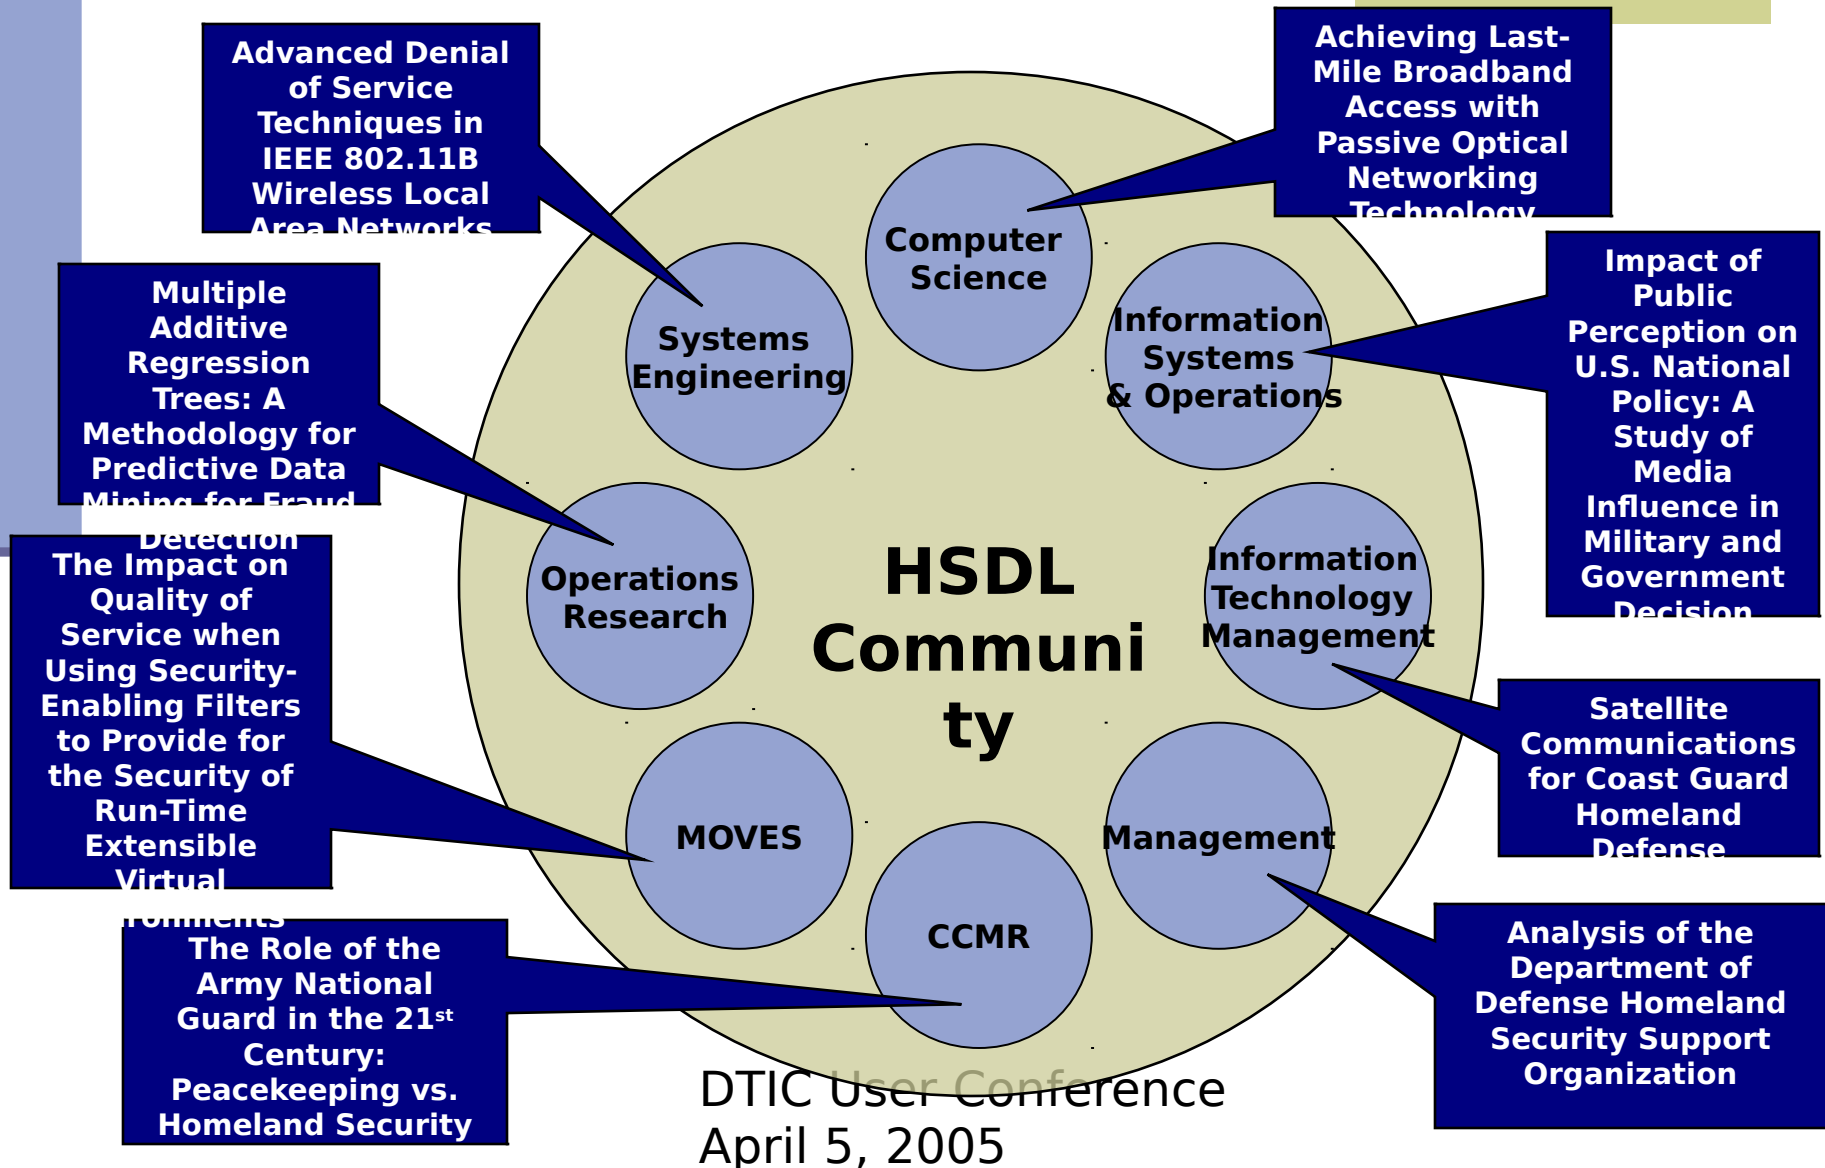 Advanced Denial
of Service
Techniques in
IEEE 802.11B
Wireless Local
Area Networks
Achieving Last-
Mile Broadband
Access with
Passive Optical
Networking
Technology
Multiple
Additive
Regression
Trees: A
Methodology for
Predictive Data
Mining for Fraud
Detection
Impact of
Public
Perception on
U.S. National
Policy: A
Study of
Media
Influence in
Military and
Government
Decision
The Impact on
Quality of
Service when
Using Security-
Enabling Filters
to Provide for
the Security of
Run-Time
Extensible
Virtual
Satellite
Communications
for Coast Guard
Homeland
Defense
The Role of the
Army National
Guard in the 21st
Century:
Peacekeeping vs.
Homeland Security
Analysis of the
Department of
Defense Homeland
Security Support
Organization
Computer
Science
Systems
Engineering
Information
Systems
& Operations
Operations
Research
HSDL
Communi
ty
Information
Technology
Management
MOVES
Management
CCMR
DTIC User Conference
April 5, 2005